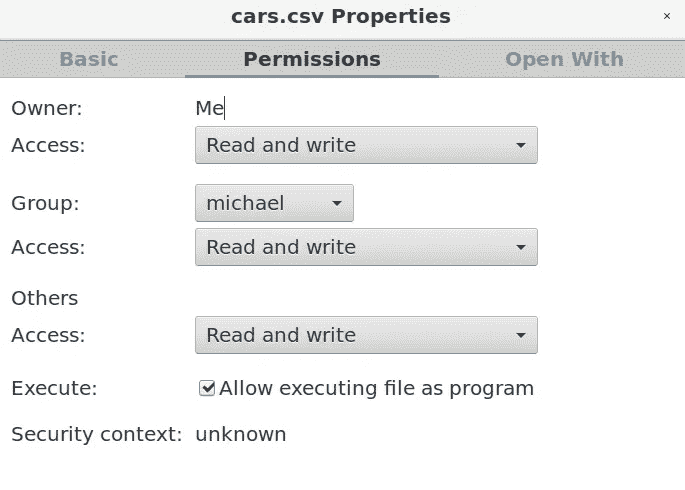 cars.csv Properties ×
Basic Permissions Open With
Owner: Me
Access: Read and write
Group: michael
Access: Read and write
Others
Access: Read and write
Execute: Allow executing file as program
Security context: unknown